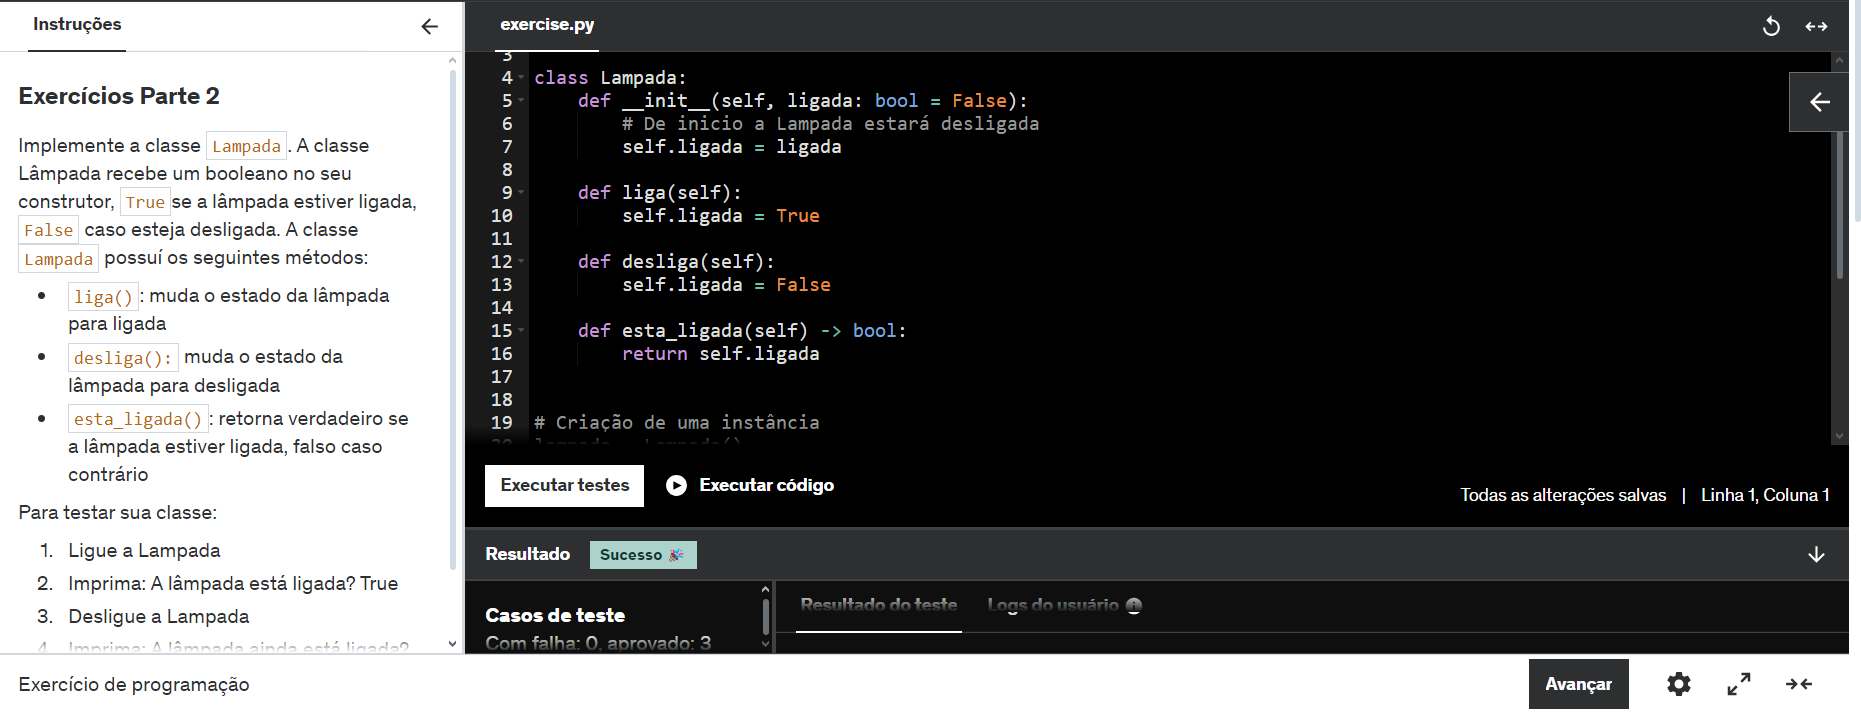 Instruções
Exercícios Parte 2
Implemente a classe Lampada. A classe
Lâmpada recebe um booleano no seu
construtor, True se a lâmpada estiver ligada,
False caso esteja desligada. A classe
Lampada possuí os seguintes métodos:
liga(): muda o estado da lâmpada
para ligada
desliga(): muda o estado da
lâmpada para desligada
esta_ligada(): retorna verdadeiro se
a lâmpada estiver ligada, falso caso
contrário
Para testar sua classe:
1. Ligue a Lampada
2. Imprima: A lâmpada está ligada? True
3. Desligue a Lampada
4. Imprima: A lâmpada ainda está ligada?
exercise.py
3
4 class Lampada:
5 def __init__(self, ligada: bool = False):
6 # De inicio a Lampada estará desligada
7 self.ligada = ligada
8
9 def liga(self):
10 self.ligada = True
11
12 def desliga(self):
13 self.ligada = False
14
15 def esta_ligada(self) -> bool:
16 return self.ligada
17
18
19 # Criação de uma instância
20 lampada = Lampada()
Executar testes
Executar código
Todas as alterações salvas | Linha 1, Coluna 1
Resultado Sucesso
Casos de teste
Com falha: 0, aprovado: 3
Resultado do teste Logs do usuário
Exercício de programação
Avançar